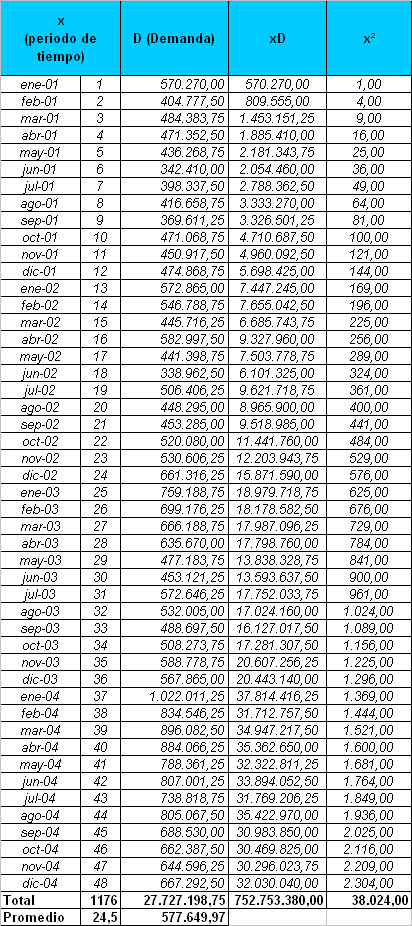 x (periodo de tiempo) D (Demanda) xD x²
ene-01 1 570.270,00 570.270,00 1,00
feb-01 2 404.777,50 809.555,00 4,00
mar-01 3 484.383,75 1.453.151,25 9,00
abr-01 4 471.352,50 1.885.410,00 16,00
may-01 5 436.268,75 2.181.343,75 25,00
jun-01 6 342.410,00 2.054.460,00 36,00
jul-01 7 398.337,50 2.788.362,50 49,00
ago-01 8 416.658,75 3.333.270,00 64,00
sep-01 9 369.611,25 3.326.501,25 81,00
oct-01 10 471.068,75 4.710.687,50 100,00
nov-01 11 450.917,50 4.960.092,50 121,00
dic-01 12 474.868,75 5.698.425,00 144,00
ene-02 13 572.865,00 7.447.245,00 169,00
feb-02 14 546.788,75 7.655.042,50 196,00
mar-02 15 445.716,25 6.685.743,75 225,00
abr-02 16 582.997,50 9.327.960,00 256,00
may-02 17 441.398,75 7.503.778,75 289,00
jun-02 18 338.962,50 6.101.325,00 324,00
jul-02 19 506.406,25 9.621.718,75 361,00
ago-02 20 448.295,00 8.965.900,00 400,00
sep-02 21 453.285,00 9.518.985,00 441,00
oct-02 22 520.080,00 11.441.760,00 484,00
nov-02 23 530.606,25 12.203.943,75 529,00
dic-02 24 661.316,25 15.871.590,00 576,00
ene-03 25 759.188,75 18.979.718,75 625,00
feb-03 26 699.176,25 18.178.582,50 676,00
mar-03 27 666.188,75 17.987.096,25 729,00
abr-03 28 635.670,00 17.798.760,00 784,00
may-03 29 477.183,75 13.838.328,75 841,00
jun-03 30 453.121,25 13.593.637,50 900,00
jul-03 31 572.646,25 17.752.033,75 961,00
ago-03 32 532.005,00 17.024.160,00 1.024,00
sep-03 33 488.697,50 16.127.017,50 1.089,00
oct-03 34 508.273,75 17.281.307,50 1.156,00
nov-03 35 588.778,75 20.607.256,25 1.225,00
dic-03 36 567.865,00 20.443.140,00 1.296,00
ene-04 37 1.022.011,25 37.814.416,25 1.369,00
feb-04 38 834.546,25 31.712.757,50 1.444,00
mar-04 39 896.082,50 34.947.217,50 1.521,00
abr-04 40 884.066,25 35.362.650,00 1.600,00
may-04 41 788.361,25 32.322.811,25 1.681,00
jun-04 42 807.001,25 33.894.052,50 1.764,00
jul-04 43 738.818,75 31.769.206,25 1.849,00
ago-04 44 805.067,50 35.422.970,00 1.936,00
sep-04 45 688.530,00 30.983.850,00 2.025,00
oct-04 46 662.387,50 30.469.825,00 2.116,00
nov-04 47 644.596,25 30.296.023,75 2.209,00
dic-04 48 667.292,50 32.030.040,00 2.304,00
Total 1176 27.727.198,75 752.753.380,00 38.024,00
Promedio 24,5 577.649,97